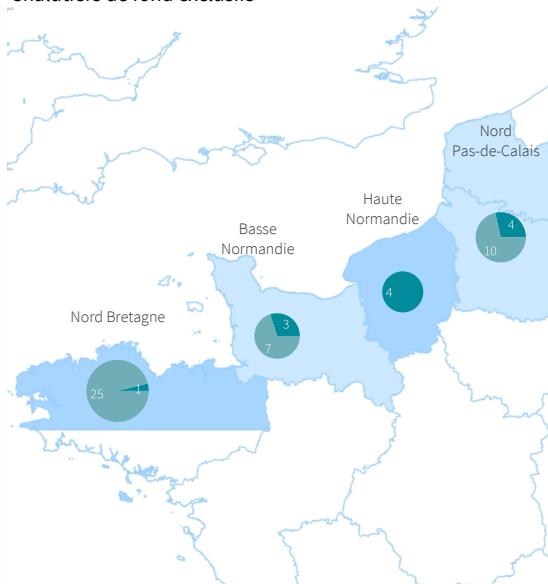 Nord
Pas-de-Calais
4
10
Haute
Normandie
4
Basse
Normandie
3
7
Nord Bretagne
25
1